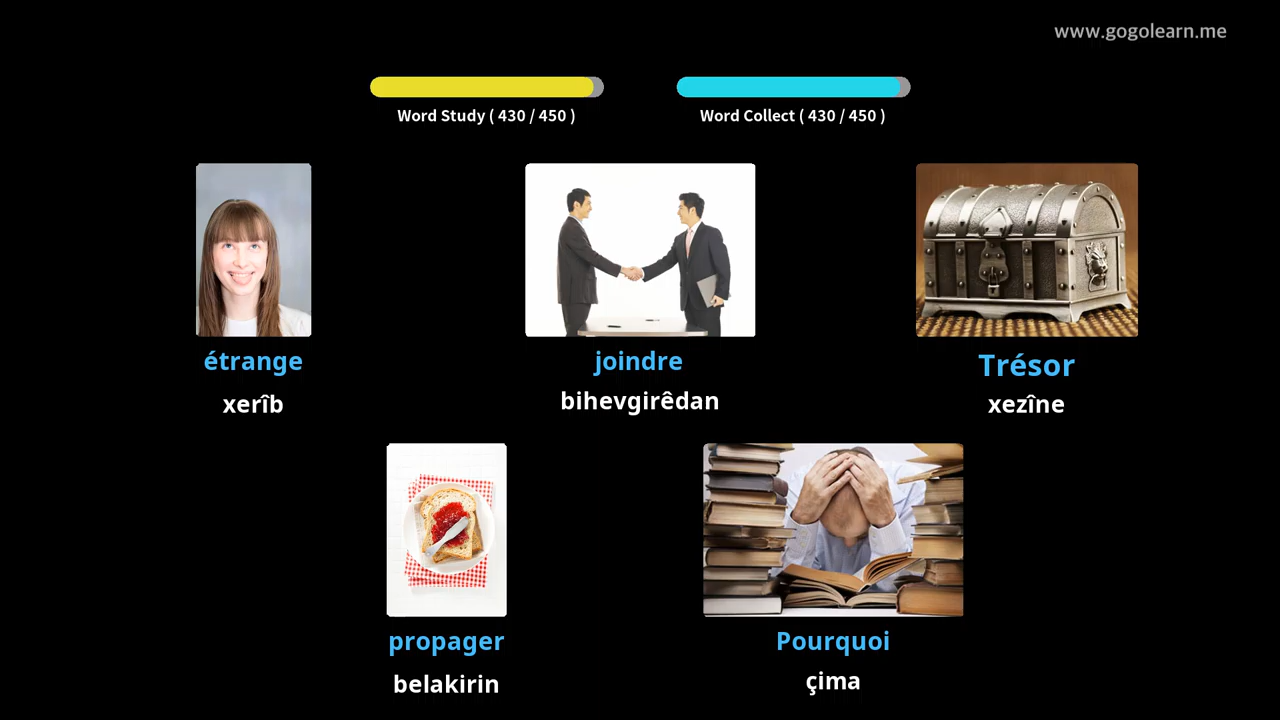 www.gogolearn.me
Word Study ( 430 / 450 )
Word Collect ( 430 / 450 )
étrange
xerîb
joindre
bihevgirêdan
Trésor
xezîne
propager
belakirin
Pourquoi
çima